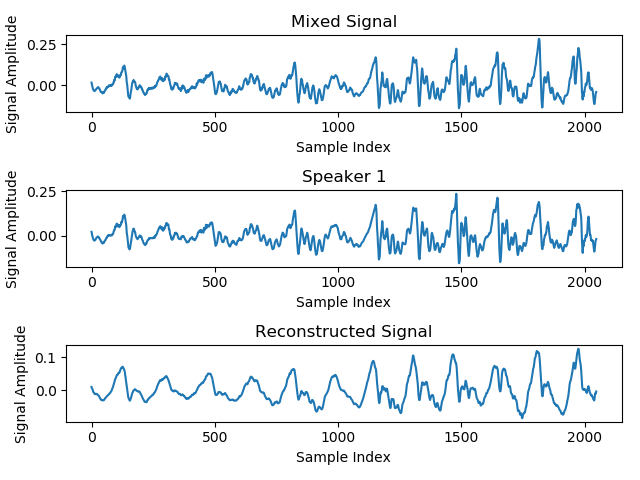 Mixed Signal
Signal Amplitude
0.25
0.00
0 500 1000 1500 2000
Sample Index
Speaker 1
Signal Amplitude
0.25
0.00
0 500 1000 1500 2000
Sample Index
Reconstructed Signal
Signal Amplitude
0.1
0.0
0 500 1000 1500 2000
Sample Index